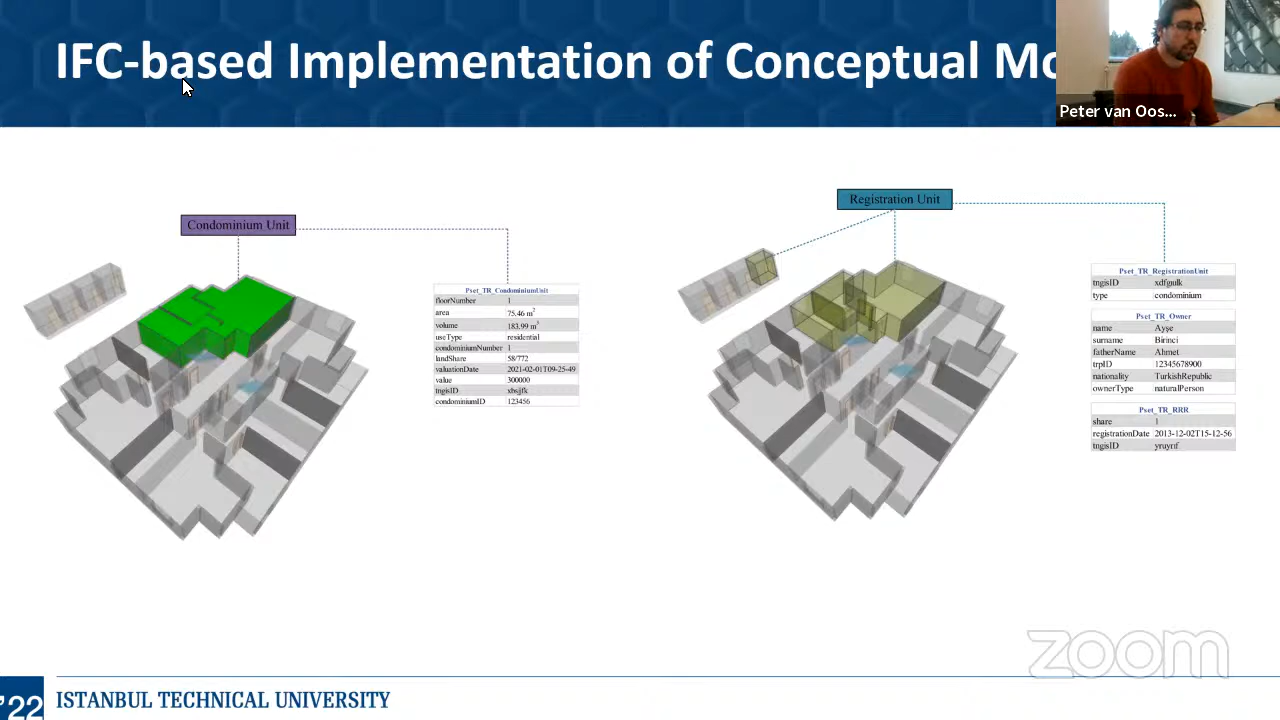 IFC-based Implementation of Conceptual Mo
Peter van Oos...
Condominium Unit
Pset_TR_CondominiumUnit
floorNumber 1
area 75.46 m²
volume 183.99 m³
useType residential
condominiumNumber 1
landShare 58/772
valuationDate 2021-02-01T09-25-49
value 300000
tngisID xbsjjfk
condominiumID 123456
Registration Unit
Pset_TR_RegistrationUnit
tngisID xdfgulk
type condominium
Pset_TR_Owner
name Ayşe
surname Birinci
fatherName Ahmet
trpID 12345678900
nationality TurkishRepublic
ownerType naturalPerson
Pset_TR_RRR
share 1
registrationDate 2013-12-02T15-12-56
tngisID yruynf
zoom
'22
ISTANBUL TECHNICAL UNIVERSITY